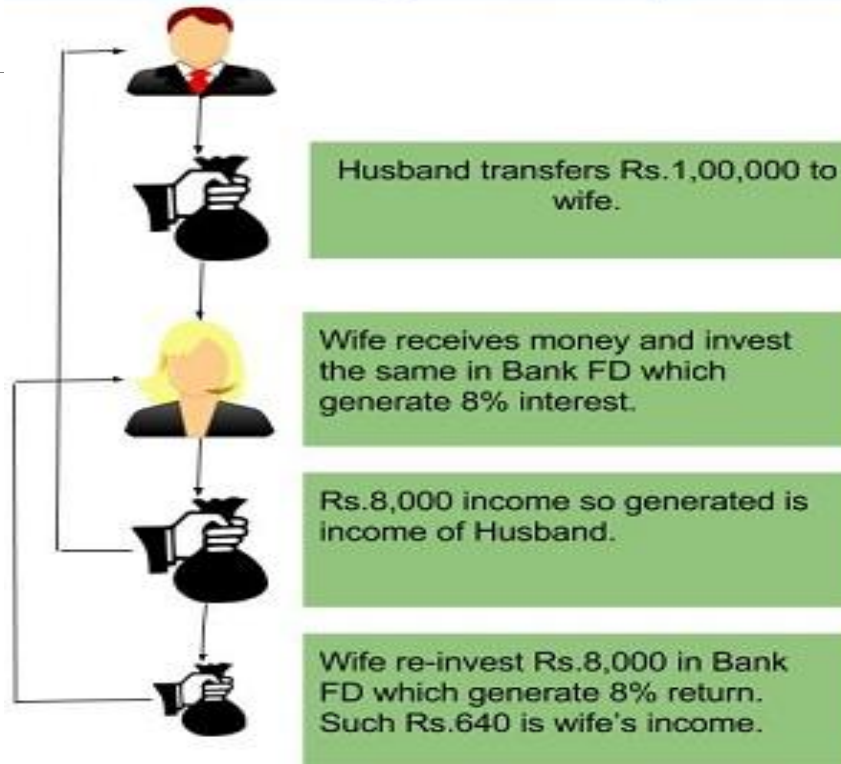 Husband transfers Rs.1,00,000 to
wife.
Wife receives money and invest
the same in Bank FD which
generate 8% interest.
Rs.8,000 income so generated is
income of Husband.
Wife re-invest Rs.8,000 in Bank
FD which generate 8% return.
Such Rs.640 is wife's income.